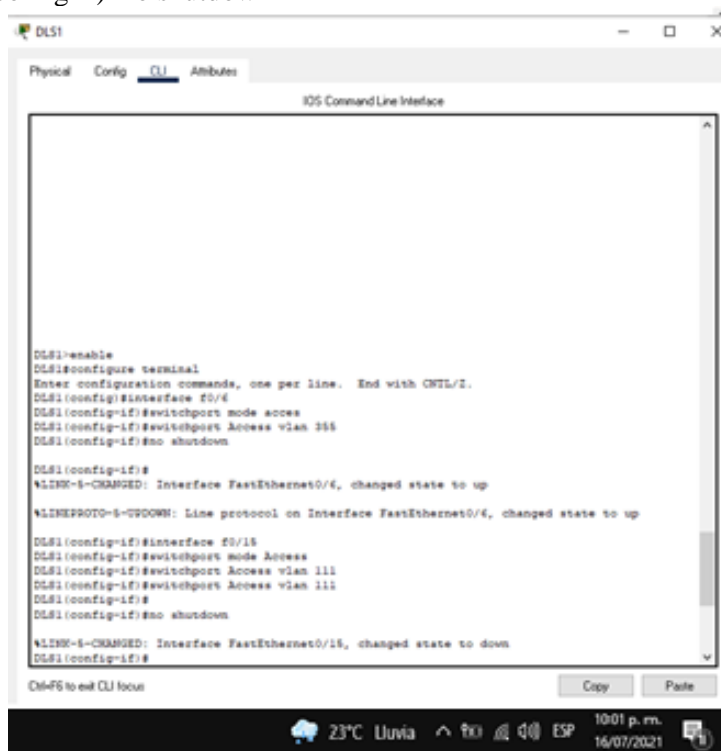 DLS1
Physical Config CLI Attributes
IOS Command Line Interface
DLS1>enable
DLS1#configure terminal
Enter configuration commands, one per line. End with CNTL/Z.
DLS1(config)#interface f0/6
DLS1(config-if)#switchport mode acces
DLS1(config-if)#switchport Access vlan 355
DLS1(config-if)#no shutdown
DLS1(config-if)#
%LINK-5-CHANGED: Interface FastEthernet0/6, changed state to up
%LINEPROTO-5-UPDOWN: Line protocol on Interface FastEthernet0/6, changed state to up
DLS1(config-if)#interface f0/15
DLS1(config-if)#switchport mode Access
DLS1(config-if)#switchport Access vlan 111
DLS1(config-if)#switchport Access vlan 111
DLS1(config-if)#
DLS1(config-if)#no shutdown
%LINK-5-CHANGED: Interface FastEthernet0/15, changed state to down
DLS1(config-if)#
Ctrl+F6 to exit CLI focus
Copy Paste
23°C Lluvia ESP 10:01 p. m.
16/07/2021